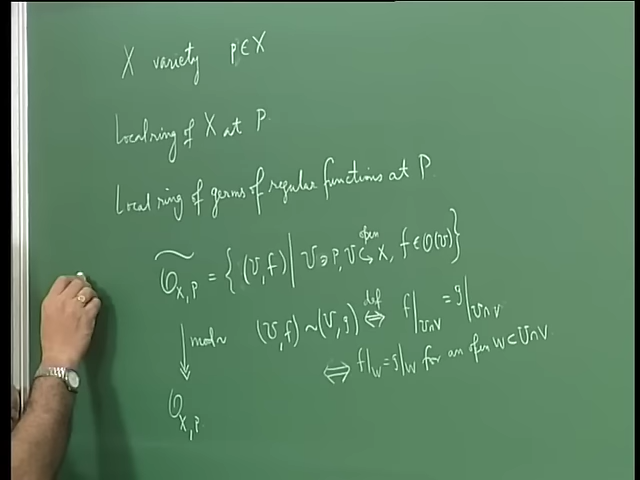 X variety p∈X
Local ring of X at P.
Local ring of germs of regular functions at P.
Õ_{X,P} = { (U,f) | U∋P, U ↪^{open} X, f∈O(U) }
mod ~ (U,f) ~ (V,g) ⇔^{def} f|_{U∩V} = g|_{U∩V}
⇔ f|_W = g|_W for an open W⊂U∩V.
O_{X,P}